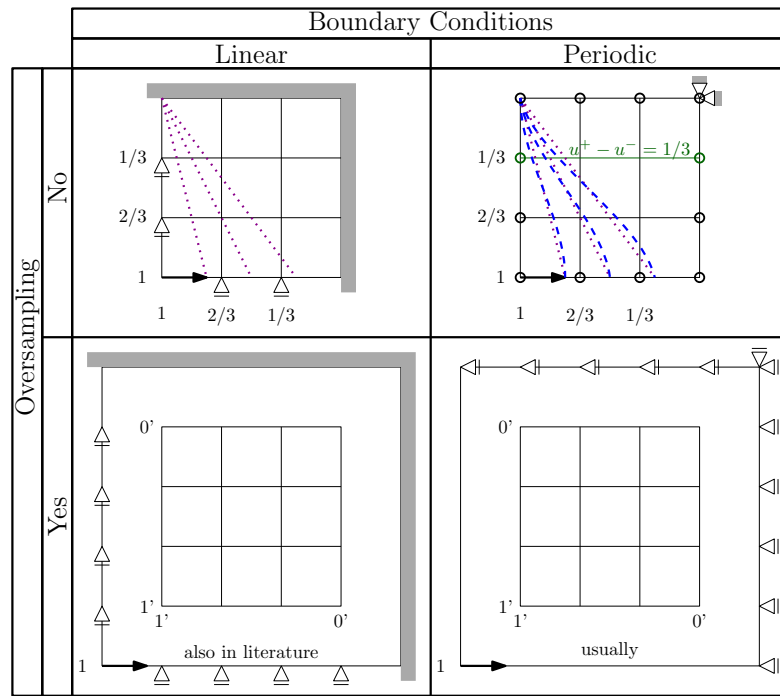 Boundary Conditions
Linear
Periodic
Oversampling
No
Yes
1/3
2/3
1
1
2/3
1/3
u⁺ − u⁻ = 1/3
1/3
2/3
1
1
2/3
1/3
0'
1'
1'
0'
also in literature
1
0'
1'
1'
0'
usually
1